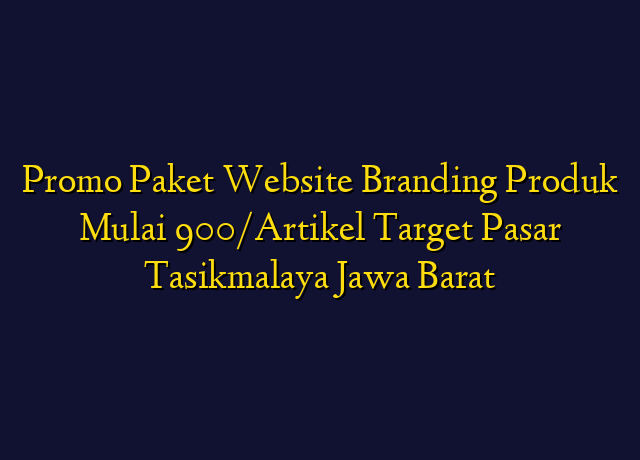 Promo Paket Website Branding Produk
Mulai 900/Artikel Target Pasar
Tasikmalaya Jawa Barat